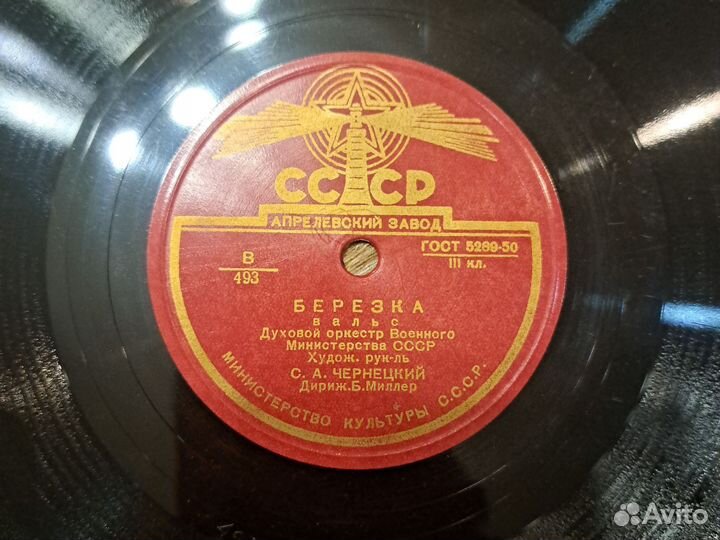 СССР
АПРЕЛЕВСКИЙ ЗАВОД
ГОСТ 5289-50
III кл.
В
493
БЕРЕЗКА
вальс
Духовой оркестр Военного
Министерства СССР
Худож. рук-ль
С. А. ЧЕРНЕЦКИЙ
Дириж. Б. Миллер
МИНИСТЕРСТВО КУЛЬТУРЫ С.С.С.Р.
Avito